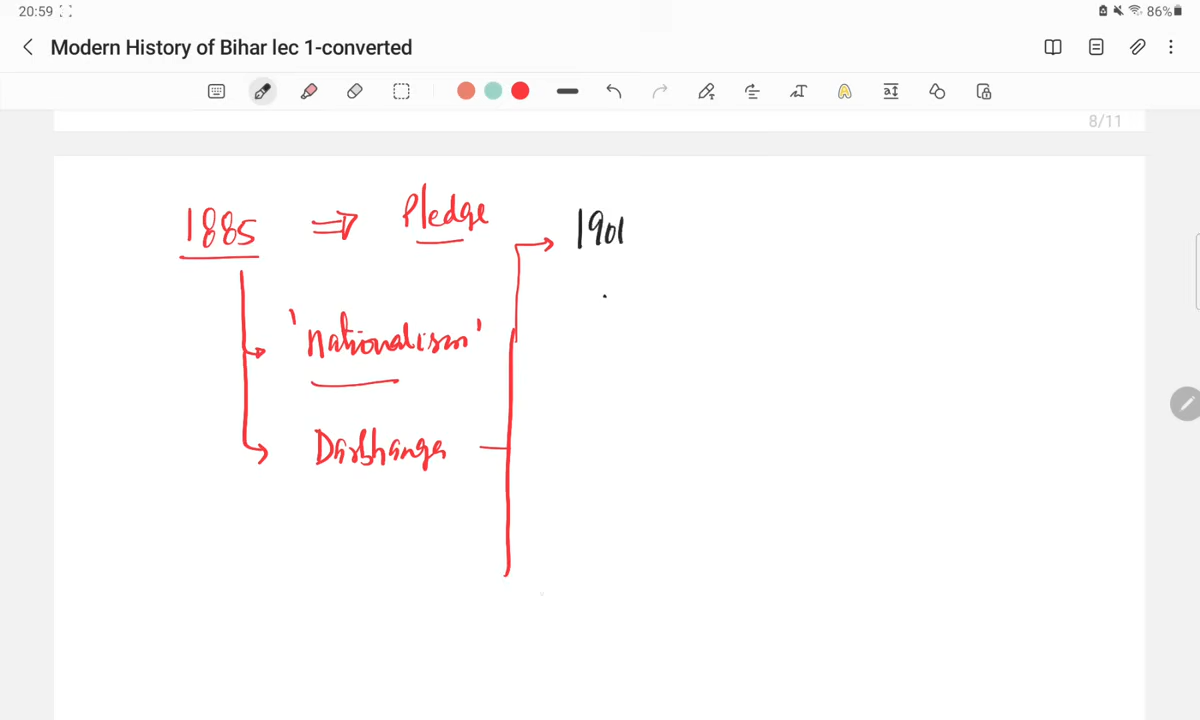 20:59
86%
Modern History of Bihar lec 1-converted
8/11
1885 ⇒ Pledge
1901
'nationalism'
Darbhanga